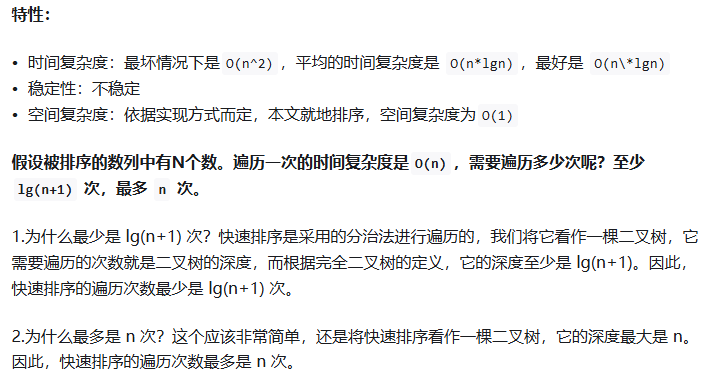 特性：
• 时间复杂度：最坏情况下是 O(n^2) ，平均的时间复杂度是 O(n*lgn) ，最好是 O(n\*lgn)
• 稳定性：不稳定
• 空间复杂度：依据实现方式而定，本文就地排序，空间复杂度为 O(1)
假设被排序的数列中有N个数。遍历一次的时间复杂度是 O(n) ，需要遍历多少次呢？至少
lg(n+1) 次，最多 n 次。
1.为什么最少是 lg(n+1) 次？快速排序是采用的分治法进行遍历的，我们将它看作一棵二叉树，它
需要遍历的次数就是二叉树的深度，而根据完全二叉树的定义，它的深度至少是 lg(n+1)。因此，
快速排序的遍历次数最少是 lg(n+1) 次。
2.为什么最多是 n 次？这个应该非常简单，还是将快速排序看作一棵二叉树，它的深度最大是 n。
因此，快速排序的遍历次数最多是 n 次。